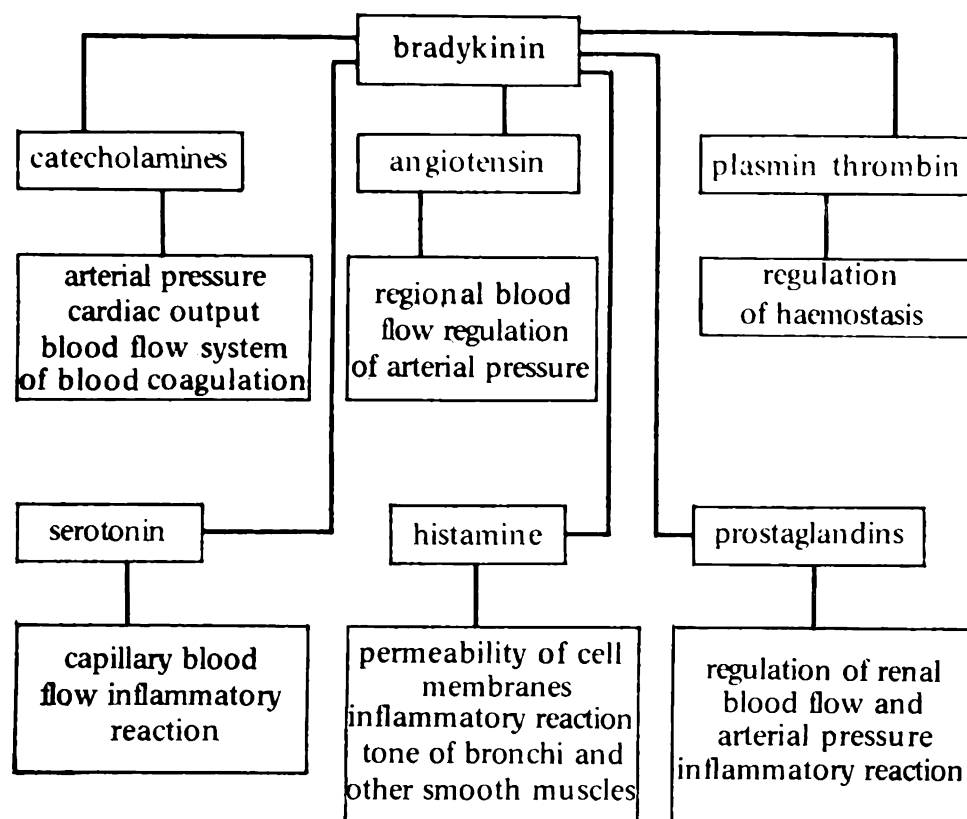 bradykinin
catecholamines
angiotensin
plasmin thrombin
arterial pressure
cardiac output
blood flow system
of blood coagulation
regional blood
flow regulation
of arterial pressure
regulation
of haemostasis
serotonin
histamine
prostaglandins
capillary blood
flow inflammatory
reaction
permeability of cell
membranes
inflammatory reaction
tone of bronchi and
other smooth muscles
regulation of renal
blood flow and
arterial pressure
inflammatory reaction